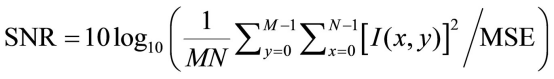 SNR = 10 log₁₀ ( 1/MN ∑_{y=0}^{M−1} ∑_{x=0}^{N−1} [I(x, y)]² / MSE )